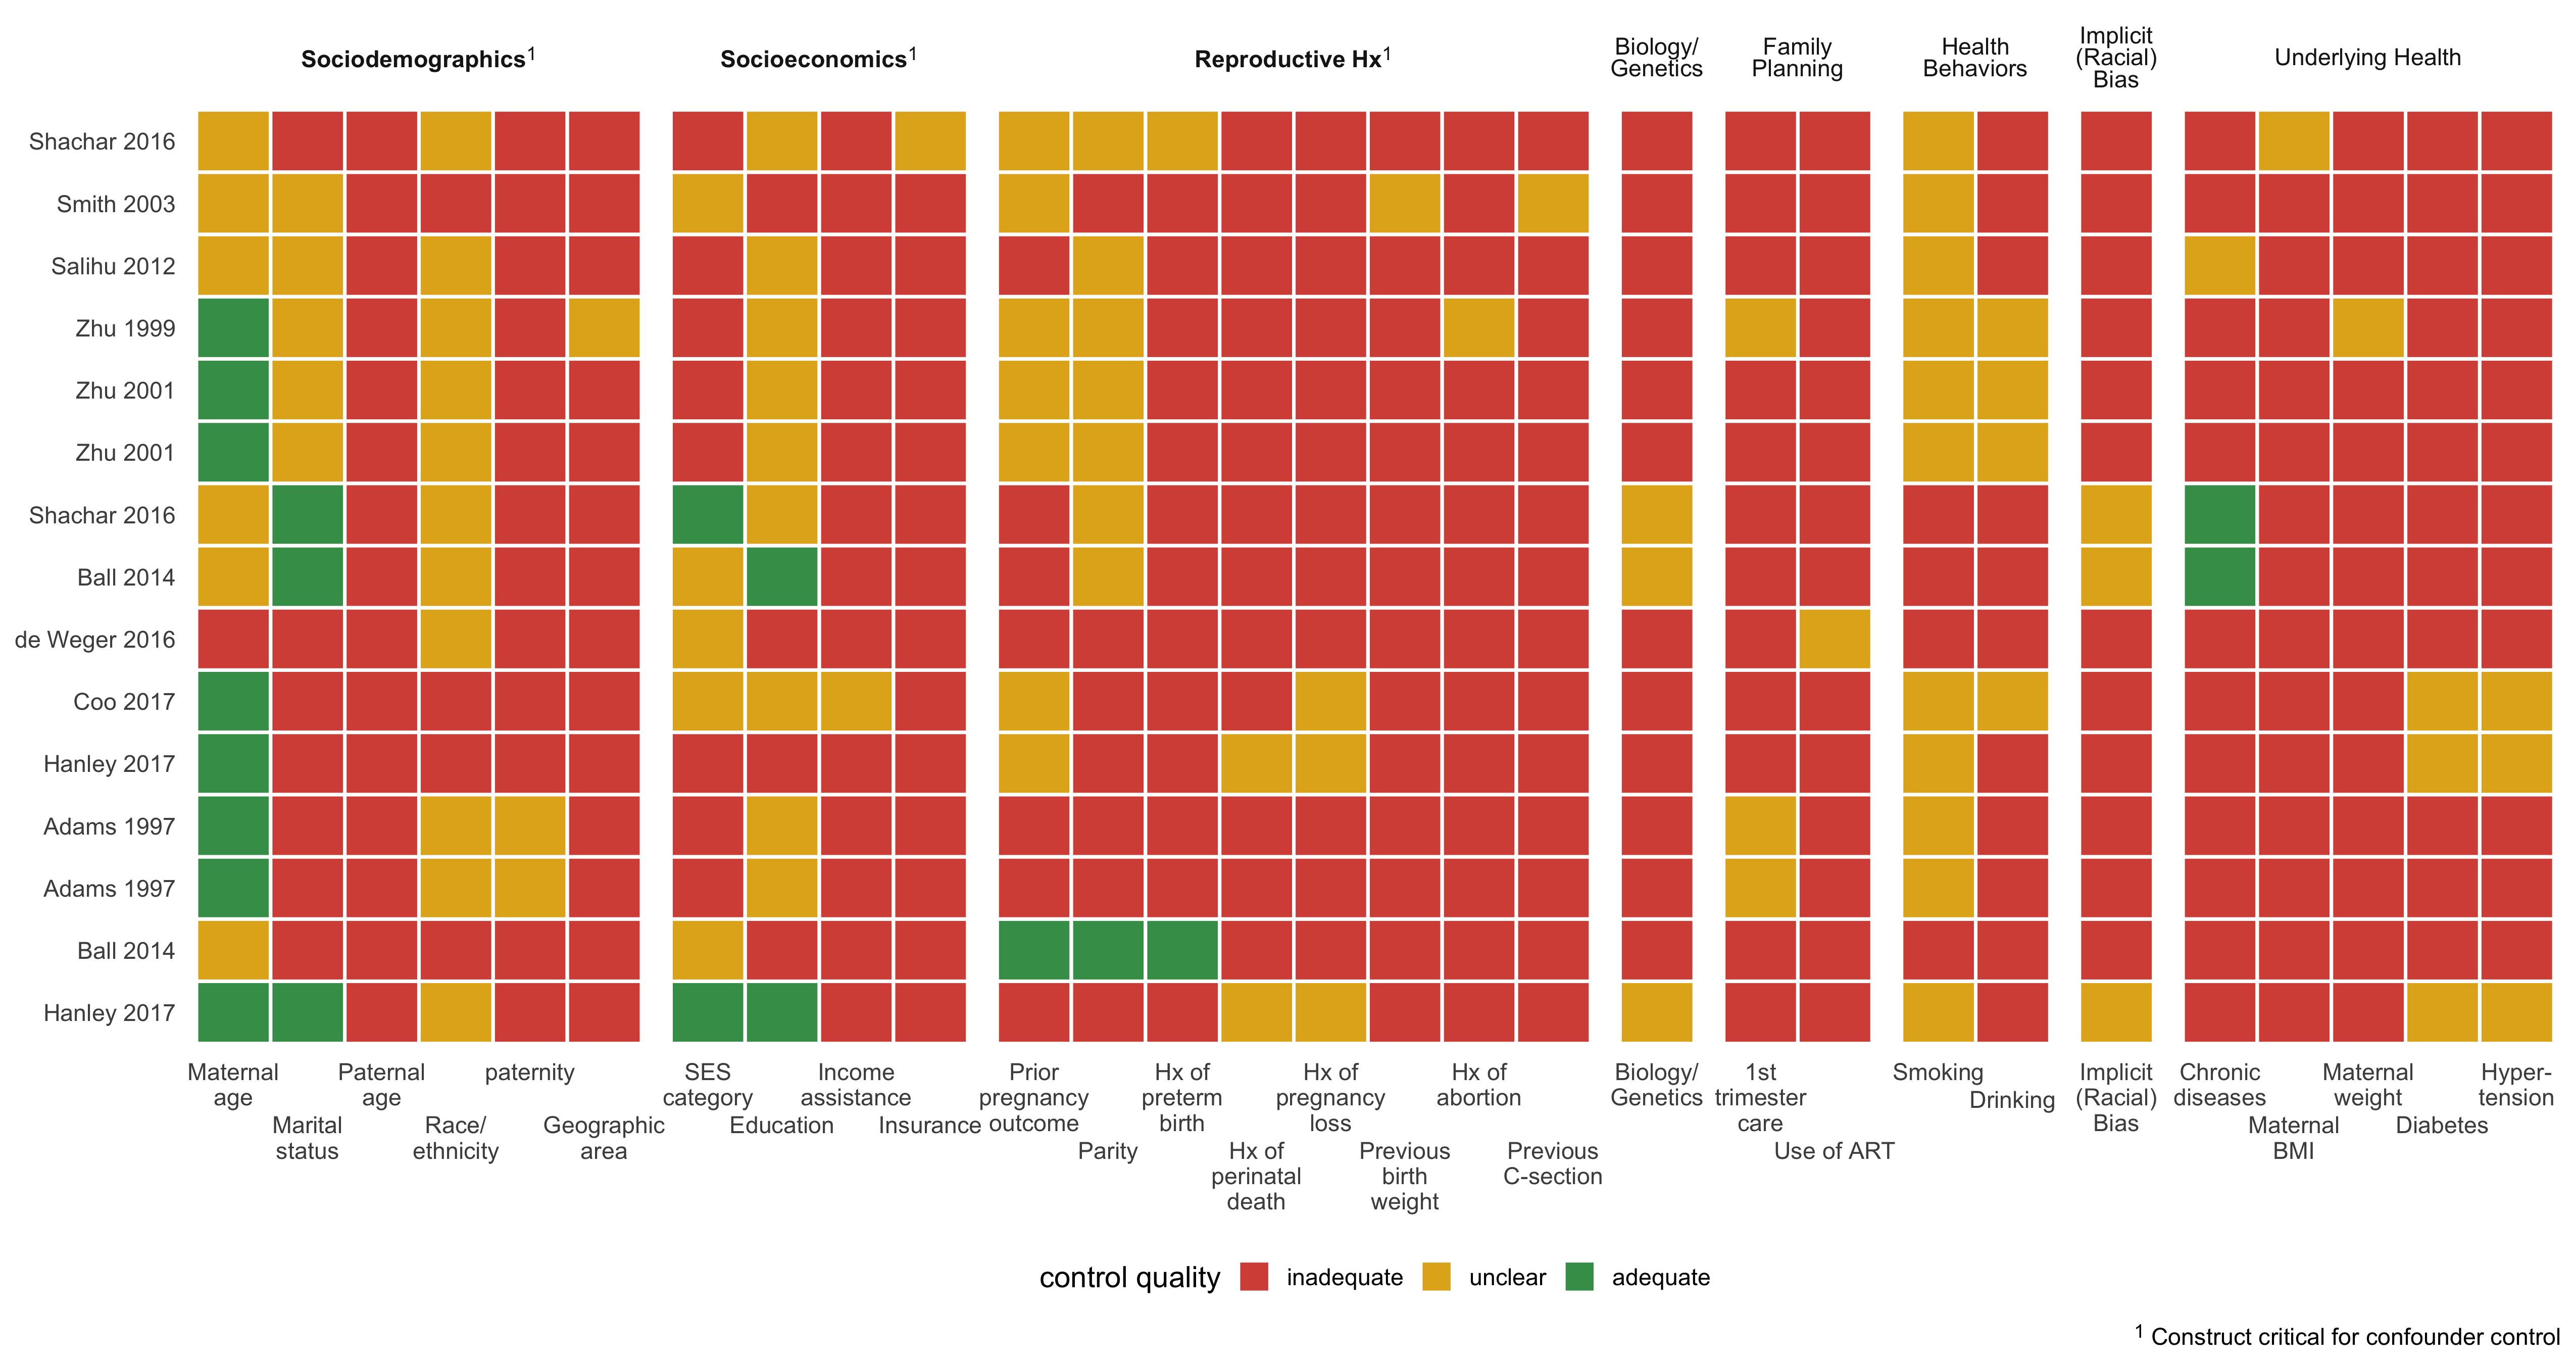 Sociodemographics1
Socioeconomics1
Reproductive Hx1
Biology/
Genetics
Family
Planning
Health
Behaviors
Implicit
(Racial)
Bias
Underlying Health
Shachar 2016
Smith 2003
Salihu 2012
Zhu 1999
Zhu 2001
Zhu 2001
Shachar 2016
Ball 2014
de Weger 2016
Coo 2017
Hanley 2017
Adams 1997
Adams 1997
Ball 2014
Hanley 2017
Maternal
age
Marital
status
Paternal
age
Race/
ethnicity
paternity
Geographic
area
SES
category
Education
Income
assistance
Insurance
Prior
pregnancy
outcome
Parity
Hx of
preterm
birth
Hx of
perinatal
death
Hx of
pregnancy
loss
Previous
birth
weight
Hx of
abortion
Previous
C-section
Biology/
Genetics
1st
trimester
care
Use of ART
Smoking
Drinking
Implicit
(Racial)
Bias
Chronic
diseases
Maternal
BMI
Maternal
weight
Diabetes
Hyper-
tension
control quality inadequate unclear adequate
1 Construct critical for confounder control